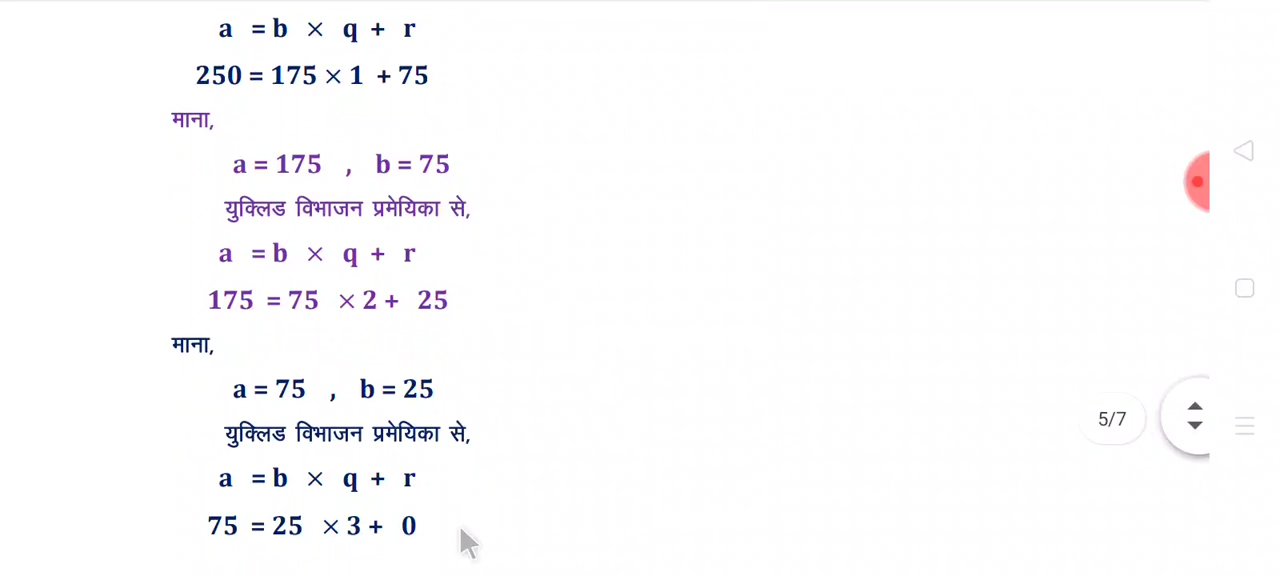 a = b × q + r
250 = 175 × 1 + 75
माना,
a = 175 , b = 75
युक्लिड विभाजन प्रमेयिका से,
a = b × q + r
175 = 75 × 2 + 25
माना,
a = 75 , b = 25
युक्लिड विभाजन प्रमेयिका से,
a = b × q + r
75 = 25 × 3 + 0
5/7